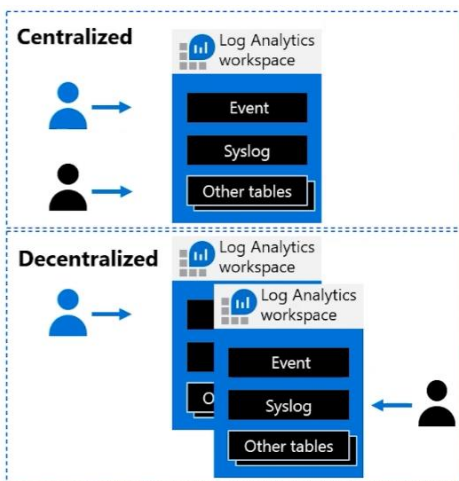 Centralized
Log Analytics
workspace
Event
Syslog
Other tables
Decentralized
Log Analytics
workspace
O
Log Analytics
workspace
Event
Syslog
Other tables